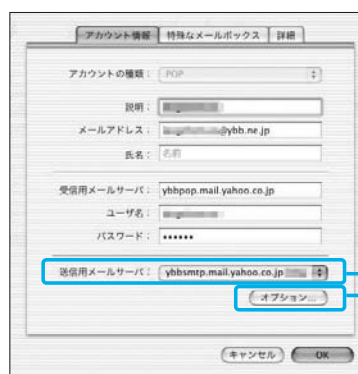 アカウント情報 特殊なメールボックス 詳細
アカウントの種類： POP
説明：
メールアドレス： @ybb.ne.jp
氏名： 名前
受信用メールサーバ： ybbpop.mail.yahoo.co.jp
ユーザ名：
パスワード： ••••••
送信用メールサーバ： ybbsmtp.mail.yahoo.co.jp
オプション...
キャンセル OK